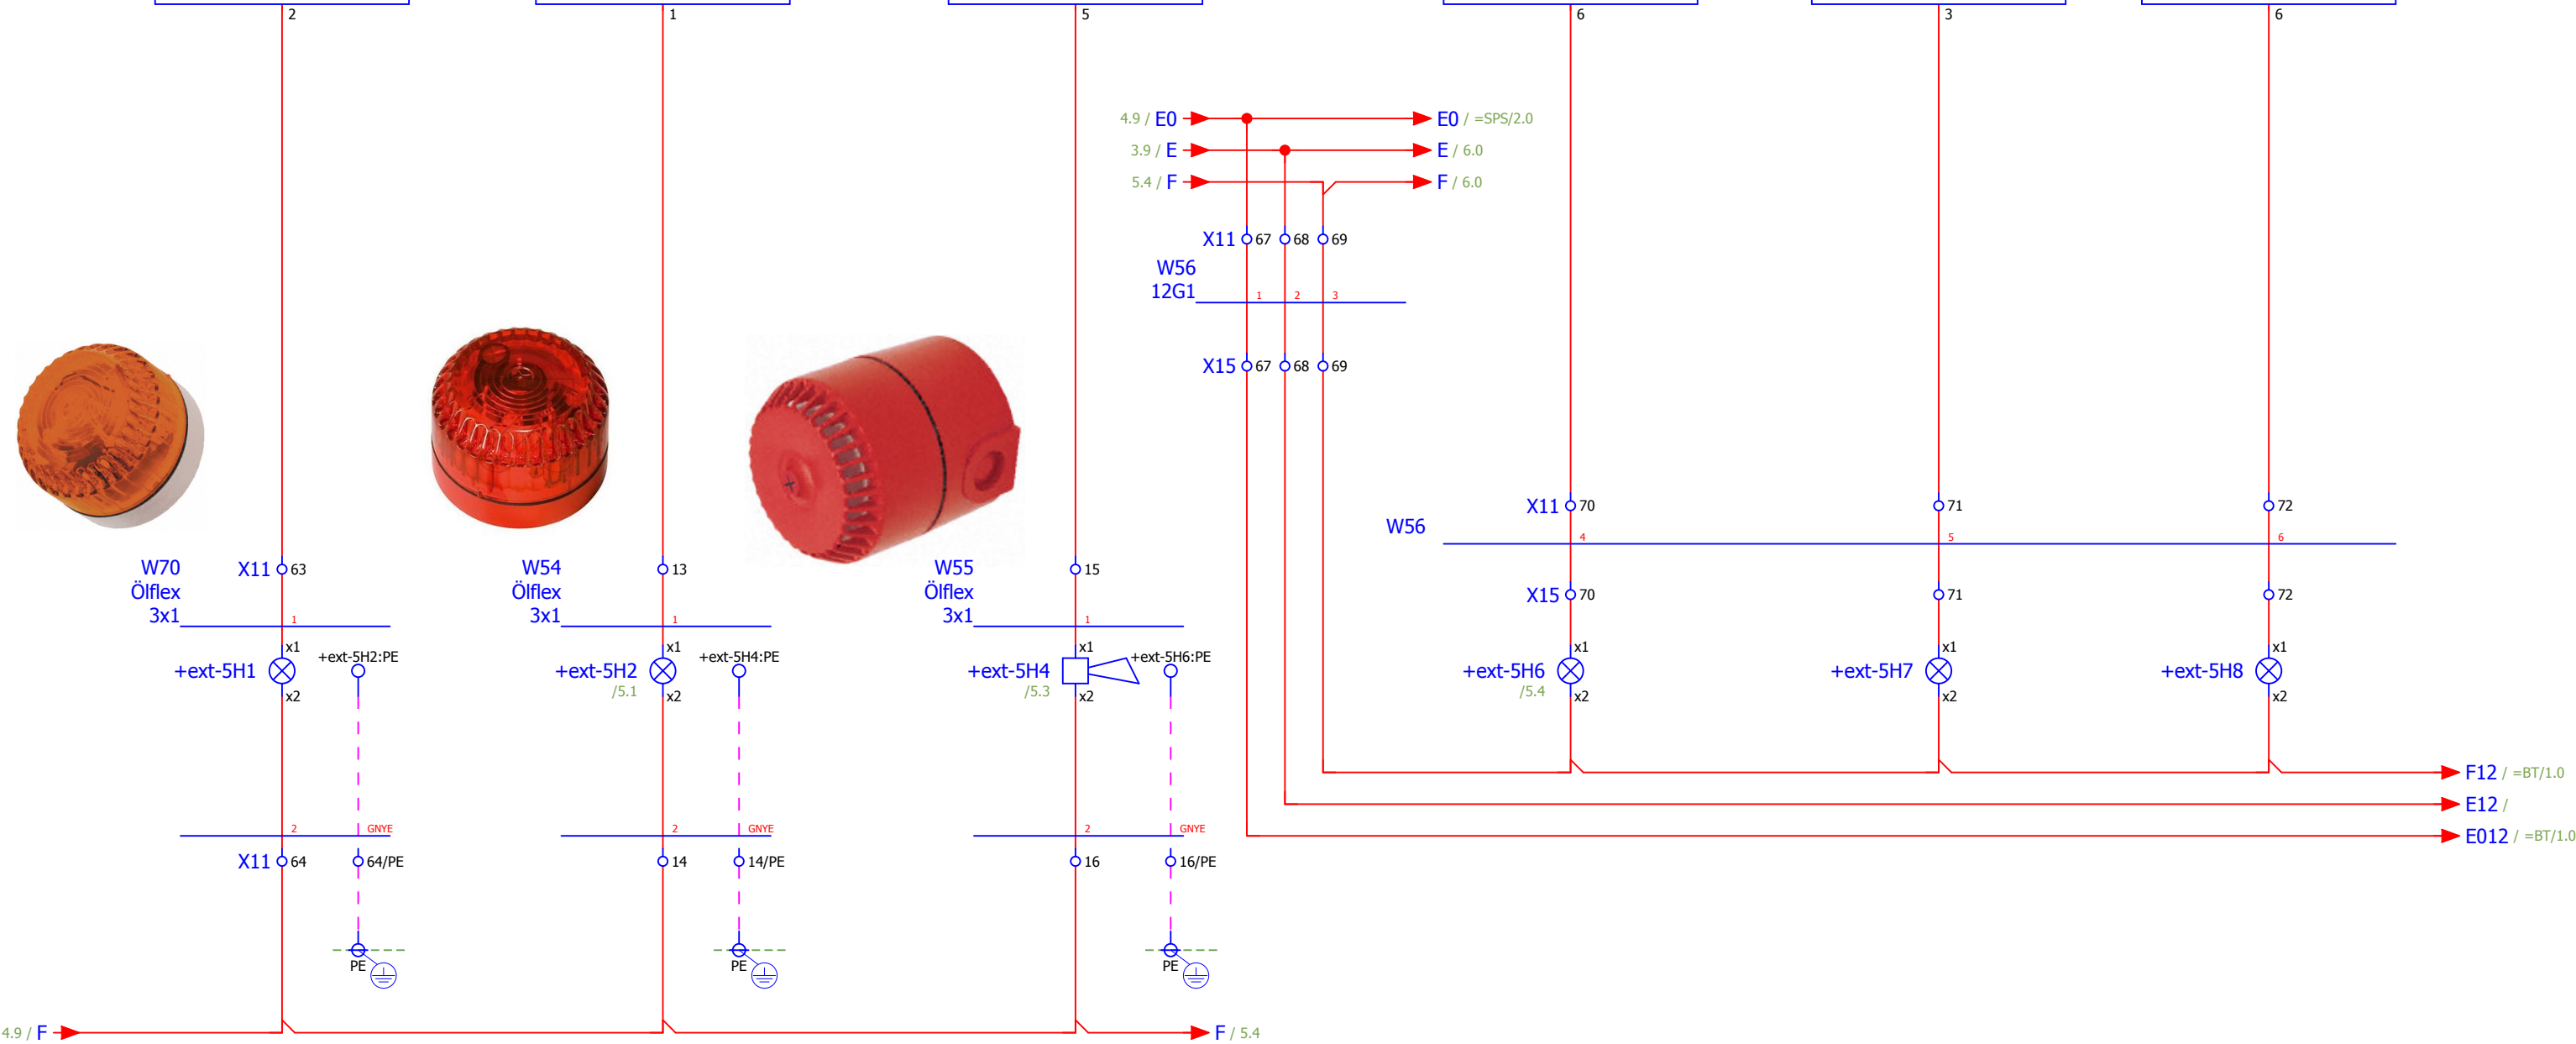 2
1
5
6
3
6
4.9 / E0
E0 / =SPS/2.0
3.9 / E
E / 6.0
5.4 / F
F / 6.0
X11 67 68 69
W56
12G1
1 2 3
X15 67 68 69
X11 70 71 72
W56
4 5 6
X15 70 71 72
W70
Ölflex
3x1
X11 63
1
W54
Ölflex
3x1
13
1
W55
Ölflex
3x1
15
1
+ext-5H1
x1
x2
+ext-5H2:PE
+ext-5H2
/5.1
x1
x2
+ext-5H4:PE
+ext-5H4
/5.3
x1
x2
+ext-5H6:PE
+ext-5H6
/5.4
x1
x2
+ext-5H7
x1
x2
+ext-5H8
x1
x2
F12 / =BT/1.0
E12 /
E012 / =BT/1.0
2 GNYE
2 GNYE
2 GNYE
X11 64 64/PE
14 14/PE
16 16/PE
PE
PE
PE
4.9 / F
F / 5.4